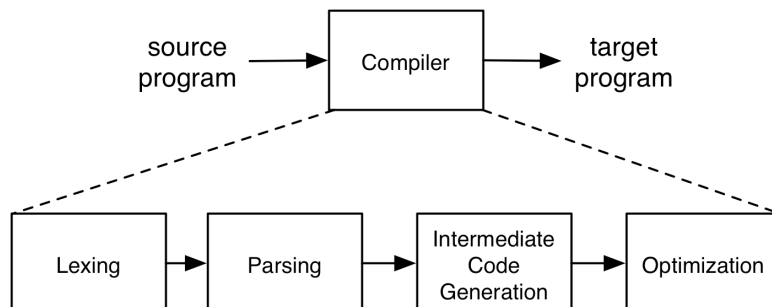 source
program
Compiler
target
program
Lexing
Parsing
Intermediate
Code
Generation
Optimization